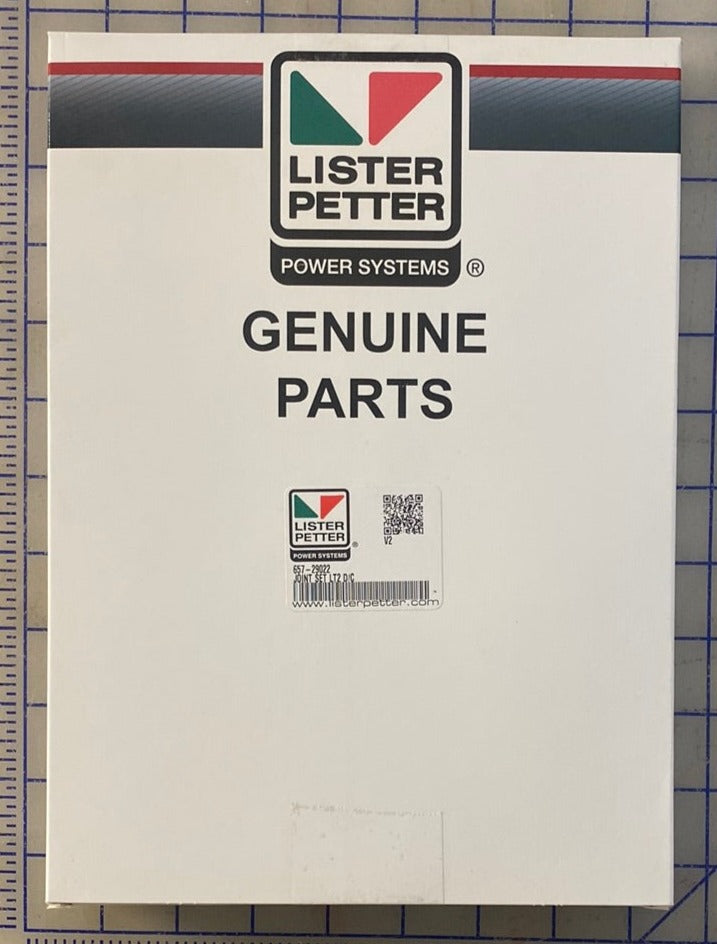 LISTER
PETTER
POWER SYSTEMS ®
GENUINE
PARTS
LISTER
PETTER
®
POWER SYSTEMS
V2
657-29022
JOINT SET LT2 D/C
www.listerpetter.com